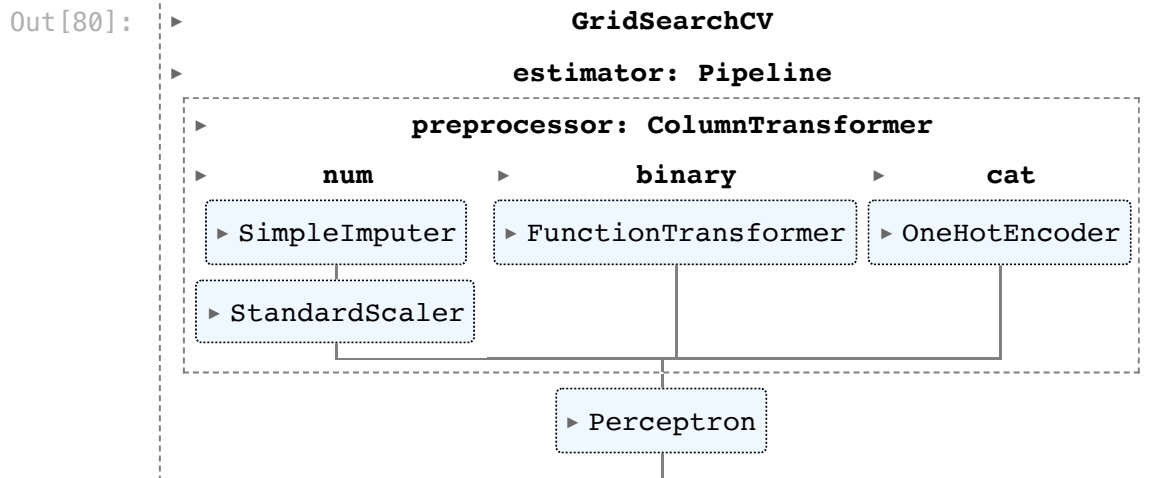 Out[80]:
GridSearchCV
estimator: Pipeline
preprocessor: ColumnTransformer
num binary cat
SimpleImputer FunctionTransformer OneHotEncoder
StandardScaler
Perceptron